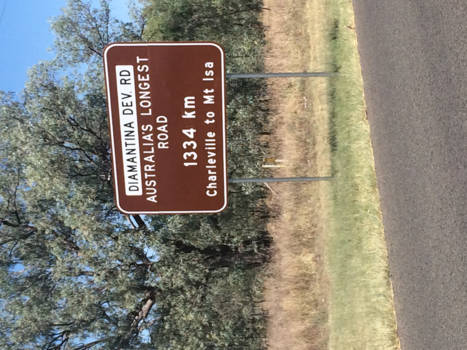 DIAMANTINA DEV. RD
AUSTRALIA'S LONGEST
ROAD
1334 km
Charleville to Mt Isa